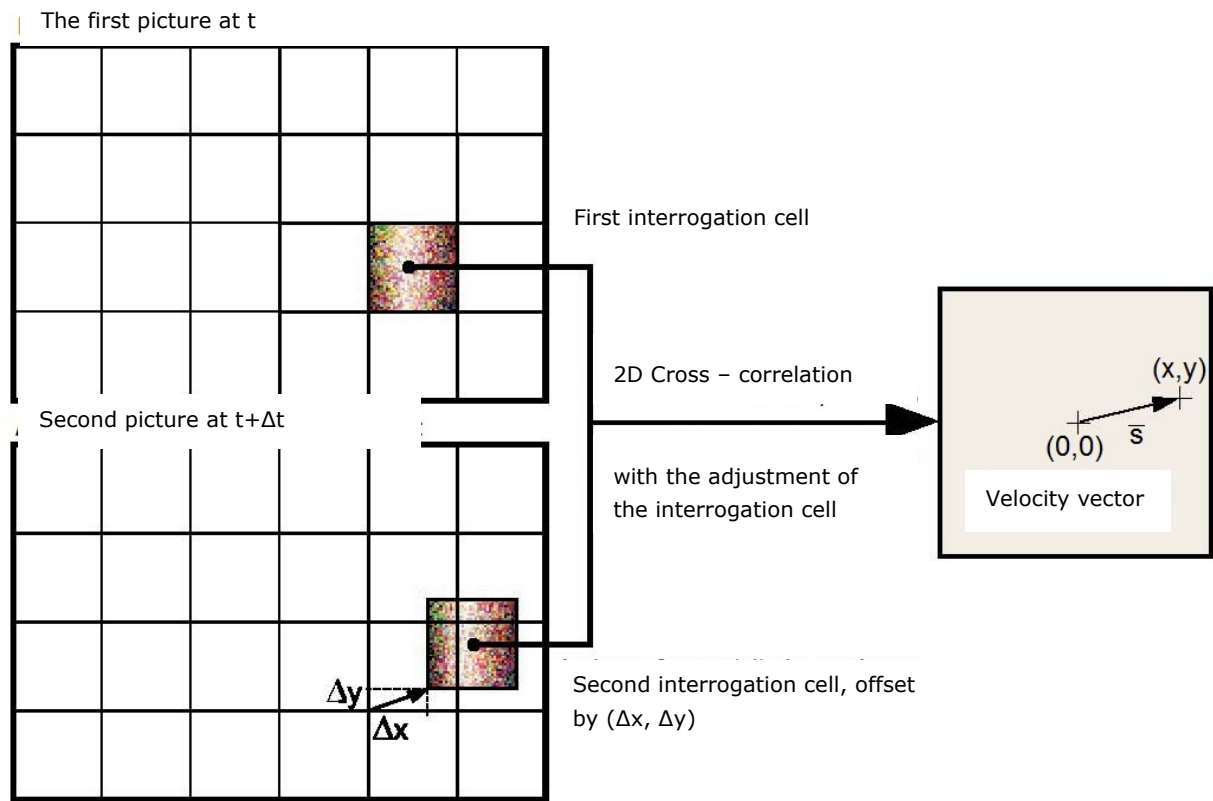 The first picture at t
First interrogation cell
2D Cross – correlation
with the adjustment of
the interrogation cell
(x,y)
(0,0)
s̅
Velocity vector
Second picture at t+Δt
Δy
Δx
Second interrogation cell, offset
by (Δx, Δy)